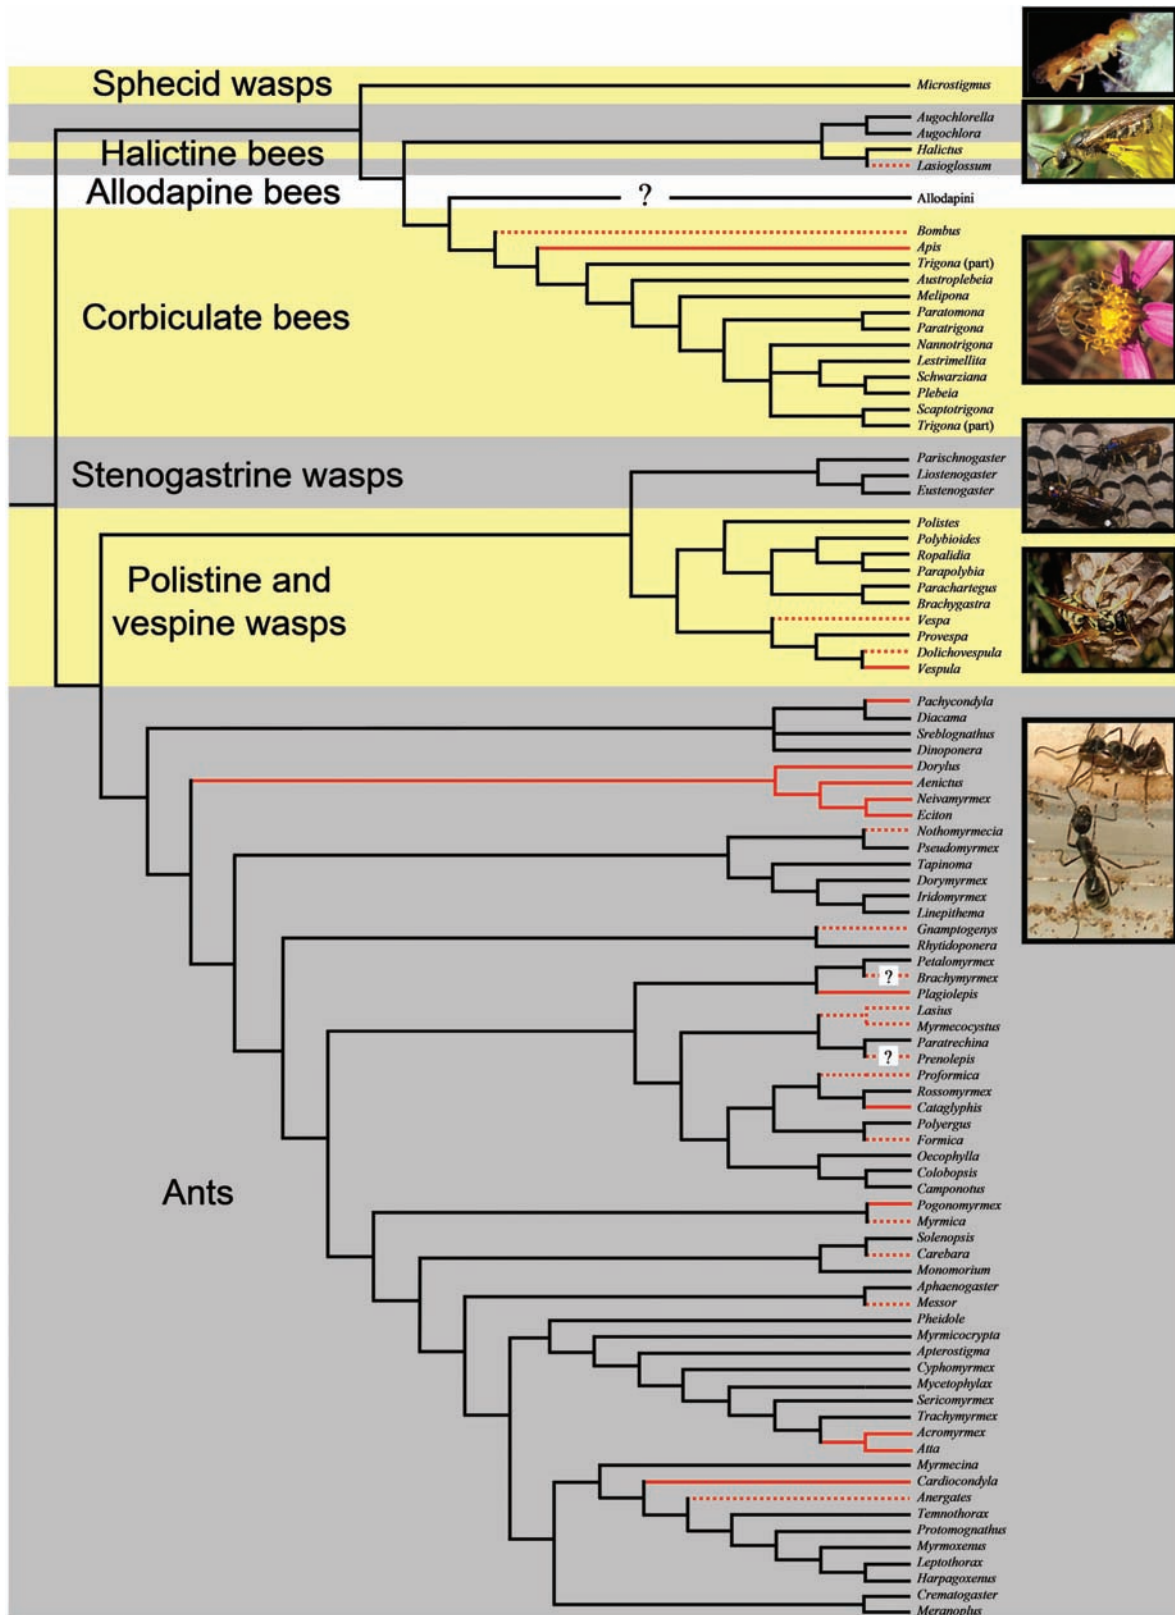 Sphecid wasps
Microstigmus
Augochlorella
Augochlora
Halictine bees
Halictus
Lasioglossum
Allodapine bees
?
Allodapini
Bombus
Apis
Trigona (part)
Austroplebeia
Corbiculate bees
Melipona
Paratomona
Paratrigona
Nannotrigona
Lestrimellita
Schwarziana
Plebeia
Scaptotrigona
Trigona (part)
Stenogastrine wasps
Parischnogaster
Liostenogaster
Eustenogaster
Polistine and
vespine wasps
Polistes
Polybioides
Ropalidia
Parapolybia
Parachartegus
Brachygastra
Vespa
Provespa
Dolichovespula
Vespula
Ants
Pachycondyla
Diacama
Sreblognathus
Dinoponera
Dorylus
Aenictus
Neivamyrmex
Eciton
Nothomyrmecia
Pseudomyrmex
Tapinoma
Dorymyrmex
Iridomyrmex
Linepithema
Gnamptogenys
Rhytidoponera
Petalomyrmex
? Brachymyrmex
Plagiolepis
Lasius
Myrmecocystus
Paratrechina
? Prenolepis
Proformica
Rossomyrmex
Cataglyphis
Polyergus
Formica
Oecophylla
Colobopsis
Camponotus
Pogonomyrmex
Myrmica
Solenopsis
Carebara
Monomorium
Aphaenogaster
Messor
Pheidole
Myrmicocrypta
Apterostigma
Cyphomyrmex
Mycetophylax
Sericomyrmex
Trachymyrmex
Acromyrmex
Atta
Myrmecina
Cardiocondyla
Anergates
Temnothorax
Protomognathus
Myrmoxenus
Leptothorax
Harpagoxenus
Crematogaster
Meranoplus